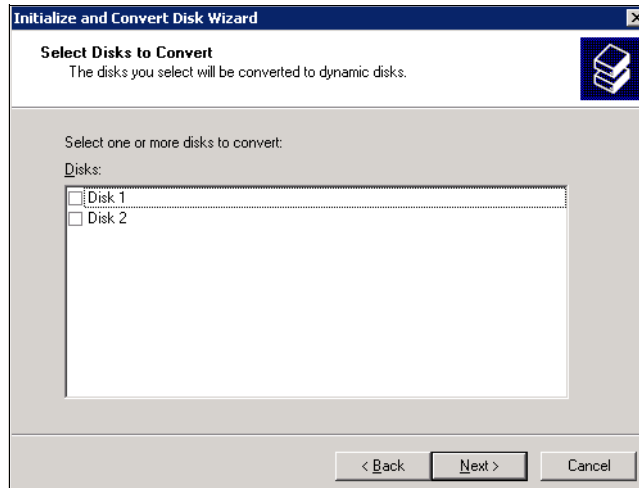 Initialize and Convert Disk Wizard
Select Disks to Convert
The disks you select will be converted to dynamic disks.
Select one or more disks to convert:
Disks:
Disk 1
Disk 2
< Back
Next >
Cancel